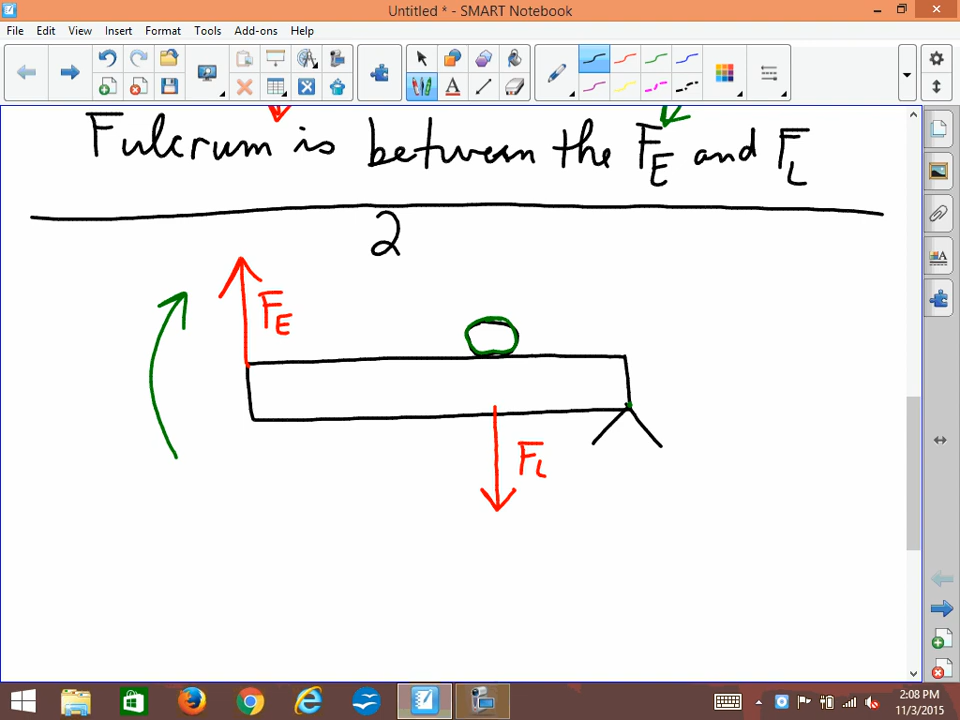 Untitled * - SMART Notebook
File Edit View Insert Format Tools Add-ons Help
Fulcrum is between the FE and FL
2
FE
FL
2:08 PM
11/3/2015